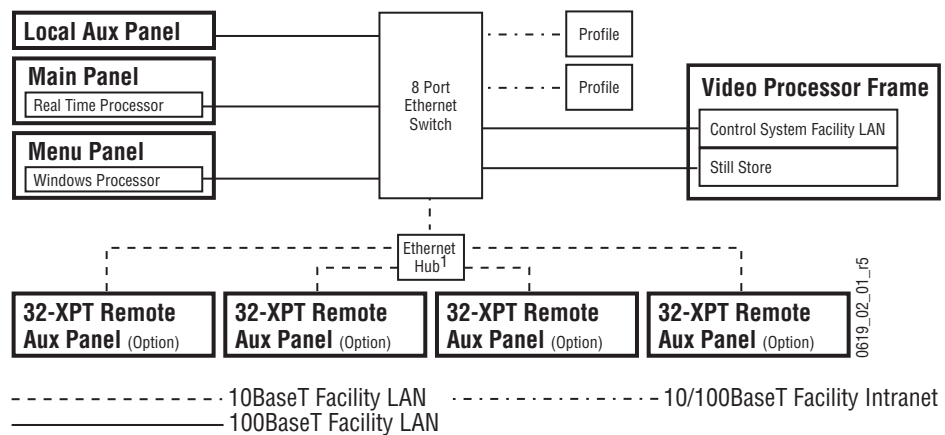 Local Aux Panel
Main Panel
Real Time Processor
Menu Panel
Windows Processor
8 Port
Ethernet
Switch
Profile
Profile
Video Processor Frame
Control System Facility LAN
Still Store
Ethernet
Hub1
32-XPT Remote
Aux Panel (Option)
32-XPT Remote
Aux Panel (Option)
32-XPT Remote
Aux Panel (Option)
32-XPT Remote
Aux Panel (Option)
0619_02_01_r5
10BaseT Facility LAN
10/100BaseT Facility Intranet
100BaseT Facility LAN